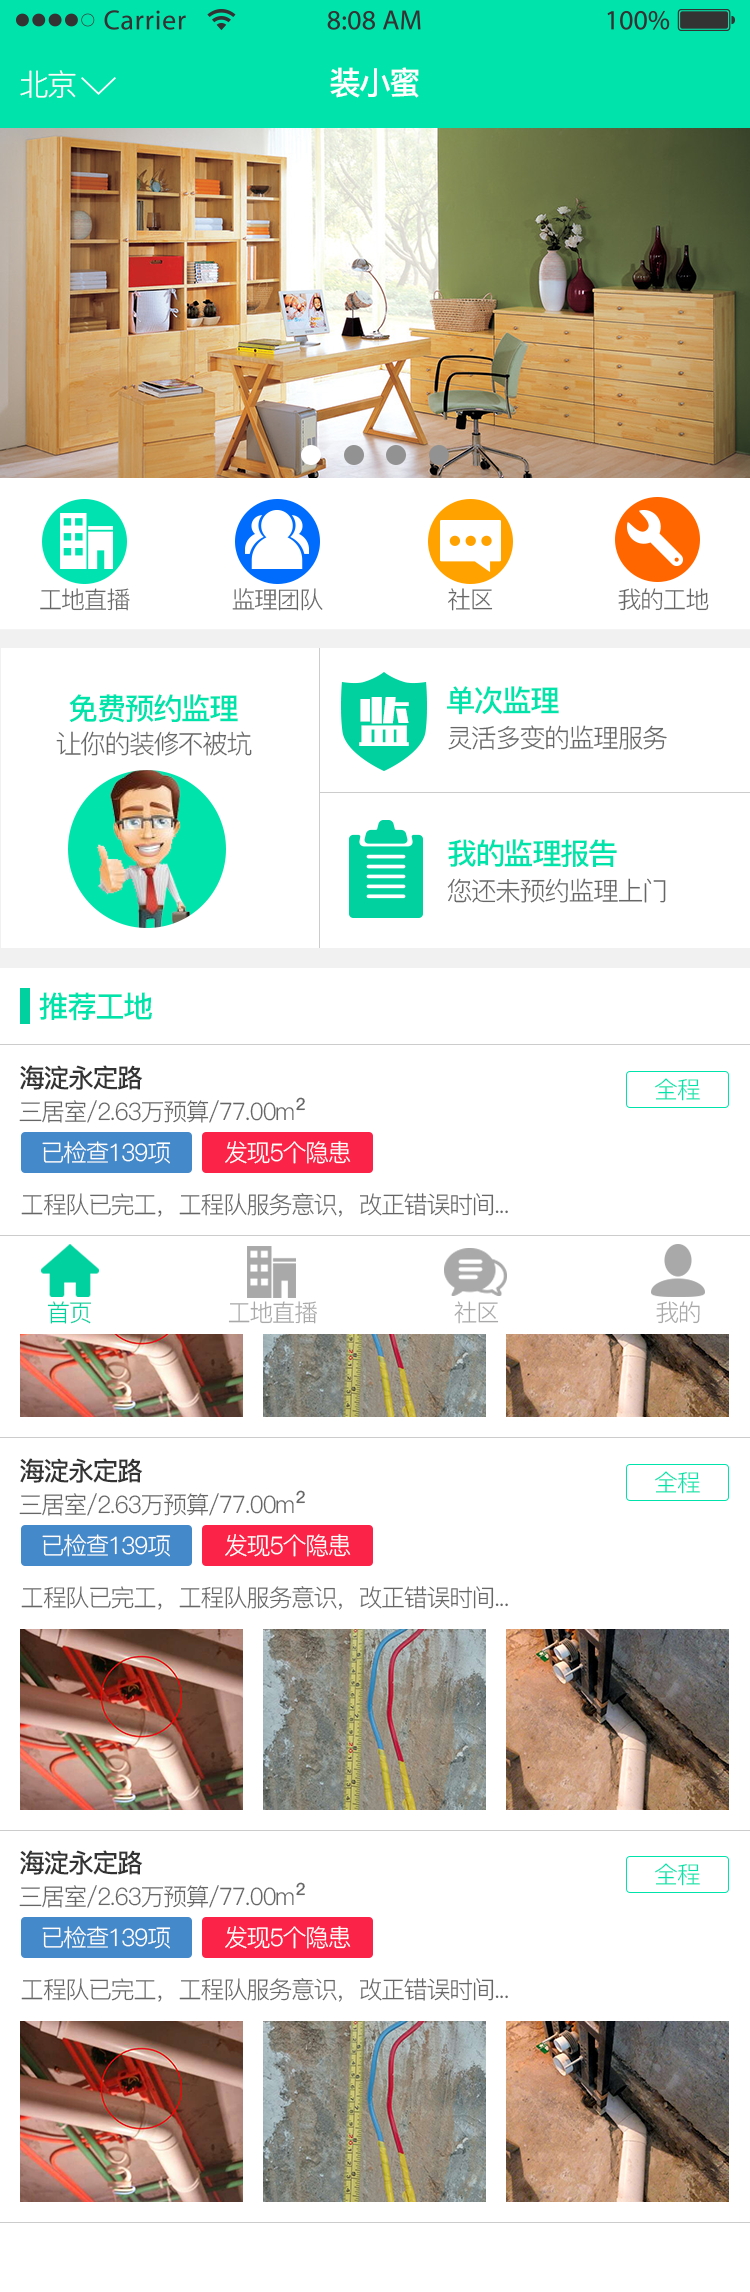 Carrier 8:08 AM 100%
北京 装小蜜
工地直播 监理团队 社区 我的工地
免费预约监理
让你的装修不被坑
单次监理
灵活多变的监理服务
我的监理报告
您还未预约监理上门
推荐工地
海淀永定路
全程
三居室/2.63万预算/77.00m²
已检查139项 发现5个隐患
工程队已完工，工程队服务意识，改正错误时间...
首页 工地直播 社区 我的
海淀永定路
全程
三居室/2.63万预算/77.00m²
已检查139项 发现5个隐患
工程队已完工，工程队服务意识，改正错误时间...
海淀永定路
全程
三居室/2.63万预算/77.00m²
已检查139项 发现5个隐患
工程队已完工，工程队服务意识，改正错误时间...